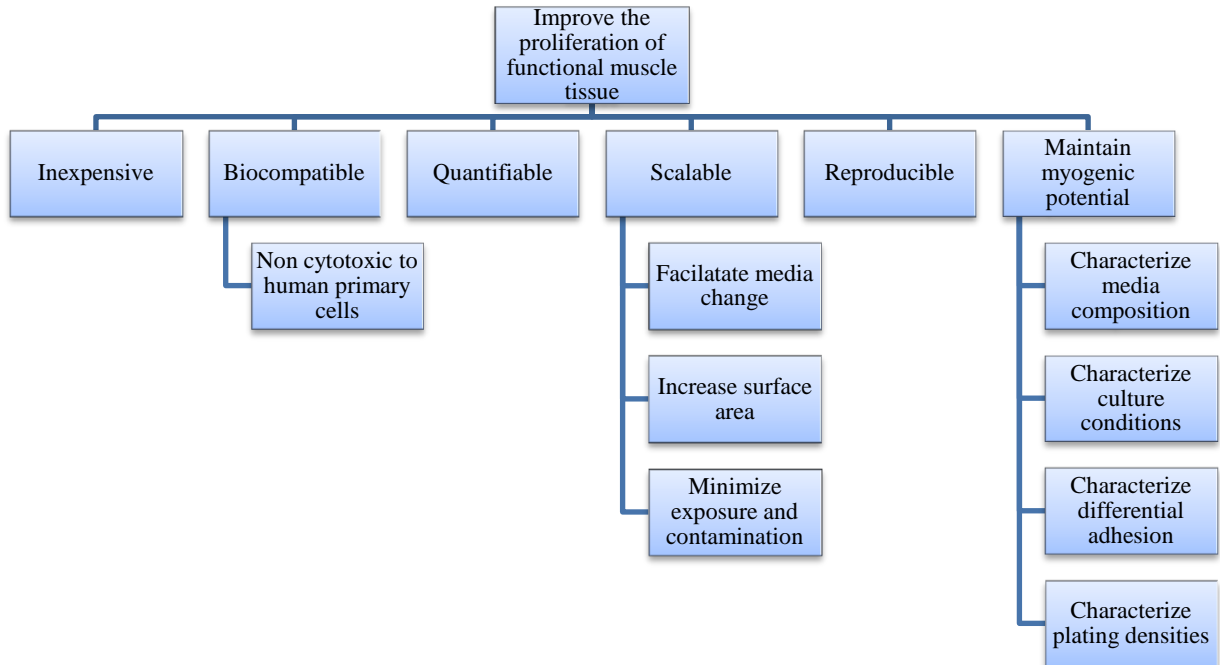 Improve the
proliferation of
functional muscle
tissue
Inexpensive
Biocompatible
Quantifiable
Scalable
Reproducible
Maintain
myogenic
potential
Non cytotoxic to
human primary
cells
Facilatate media
change
Increase surface
area
Minimize
exposure and
contamination
Characterize
media
composition
Characterize
culture
conditions
Characterize
differential
adhesion
Characterize
plating densities